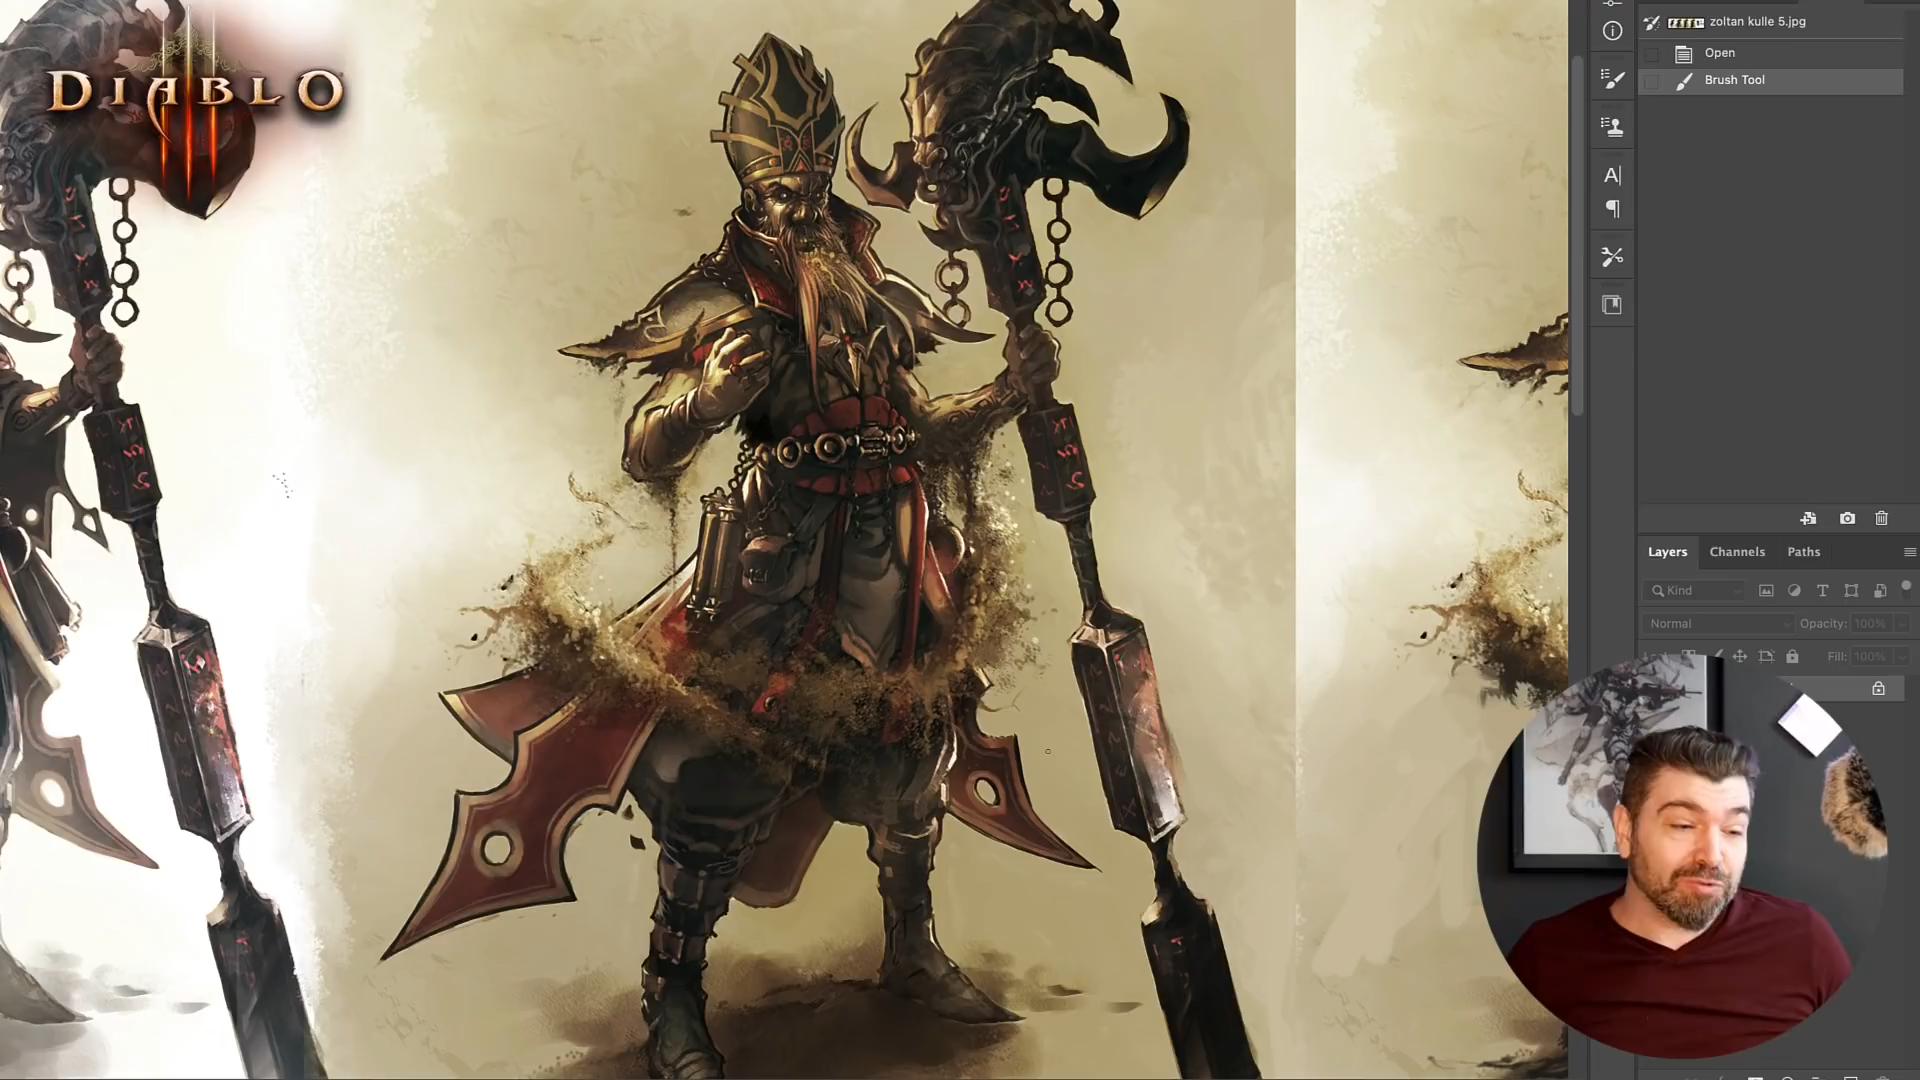 DIABLO
III
zoltan kulle 5.jpg
Open
Brush Tool
Layers Channels Paths
Kind
Normal Opacity: 100%
Fill: 100%